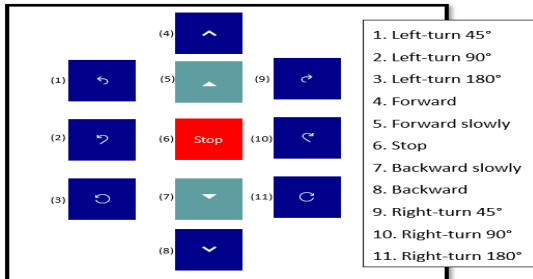 (4)
(1)
(5)
(9)
(2)
(6) Stop
(10)
(3)
(7)
(11)
(8)
1. Left-turn 45°
2. Left-turn 90°
3. Left-turn 180°
4. Forward
5. Forward slowly
6. Stop
7. Backward slowly
8. Backward
9. Right-turn 45°
10. Right-turn 90°
11. Right-turn 180°